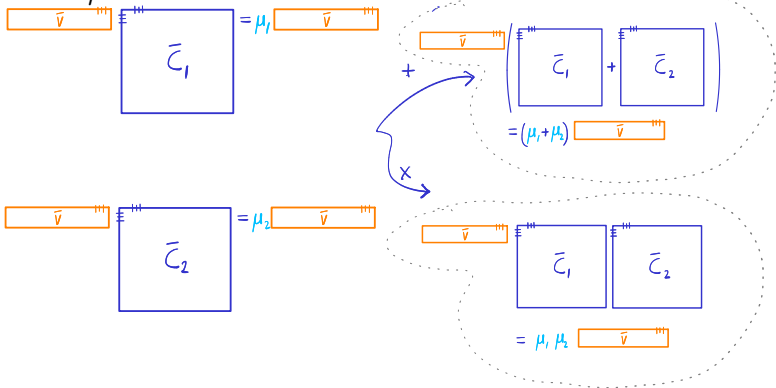 v̄ C̄₁ = μ₁ v̄
v̄ C̄₂ = μ₂ v̄
+
×
v̄ ( C̄₁ + C̄₂ )
= (μ₁+μ₂) v̄
v̄ C̄₁ C̄₂
= μ₁ μ₂ v̄